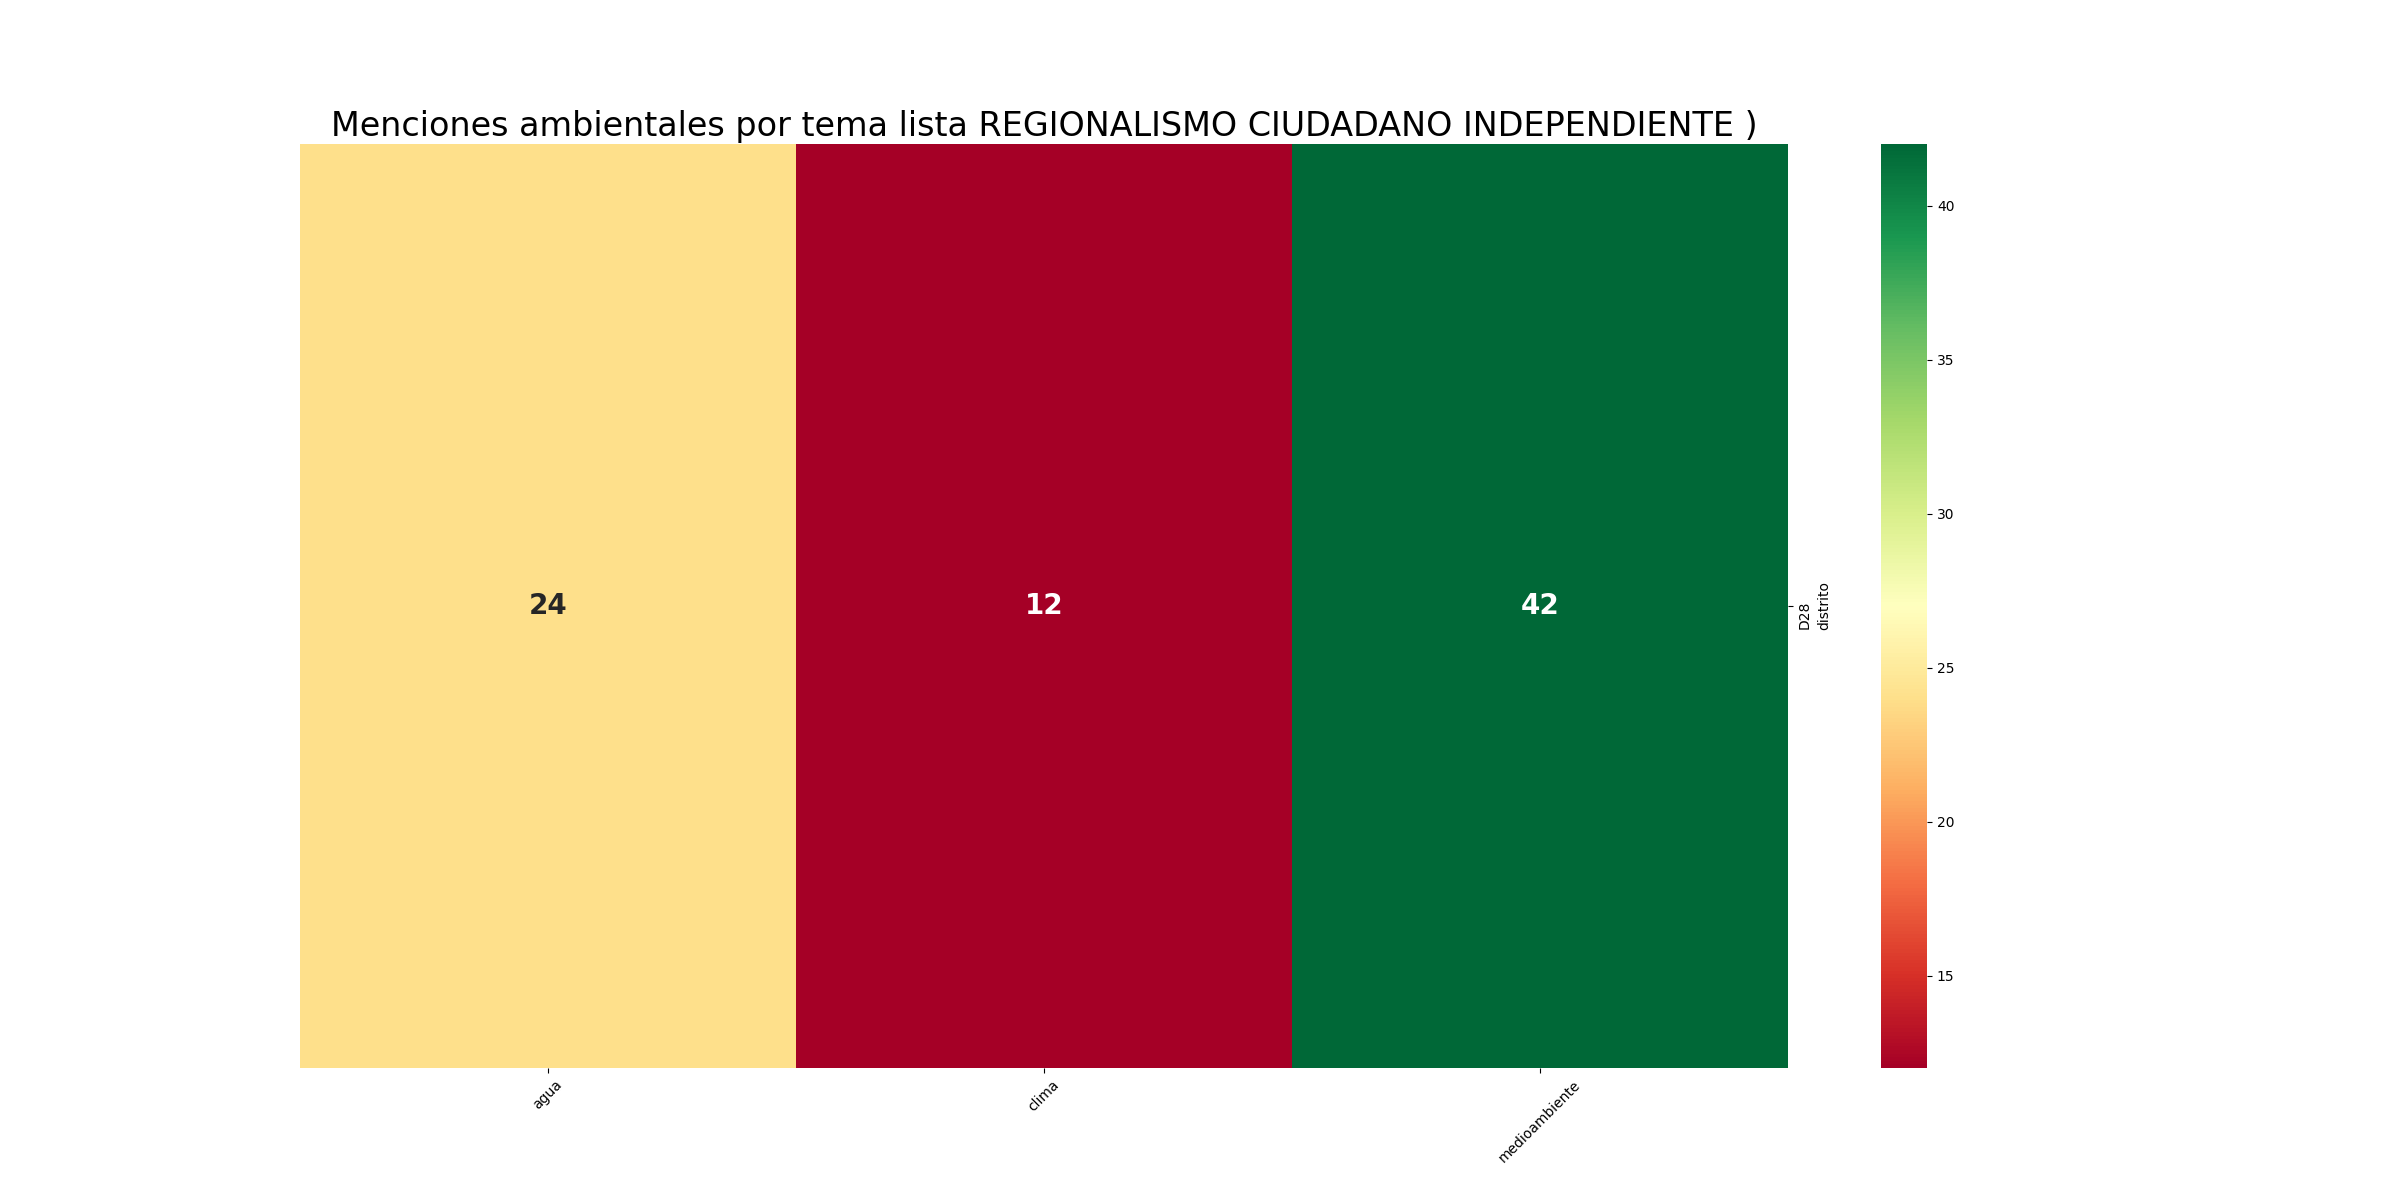 Menciones ambientales por tema lista REGIONALISMO CIUDADANO INDEPENDIENTE )
24
12
42
D28
distrito
40
35
30
25
20
15
agua
clima
medioambiente